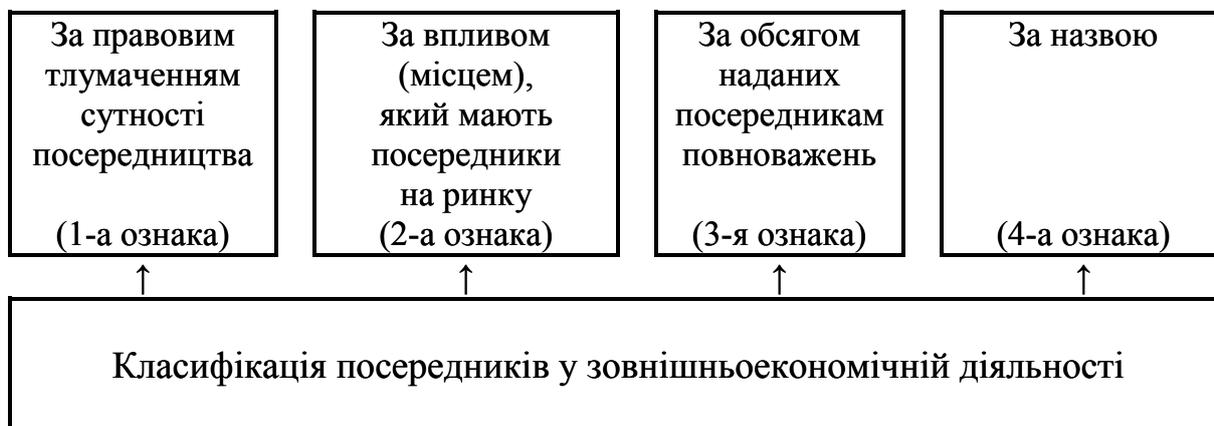 За правовим
тлумаченням
сутності
посередництва
(1-а ознака)
За впливом
(місцем),
який мають
посередники
на ринку
(2-а ознака)
За обсягом
наданих
посередникам
повноважень
(3-я ознака)
За назвою
(4-а ознака)
↑ ↑ ↑ ↑
Класифікація посередників у зовнішньоекономічній діяльності